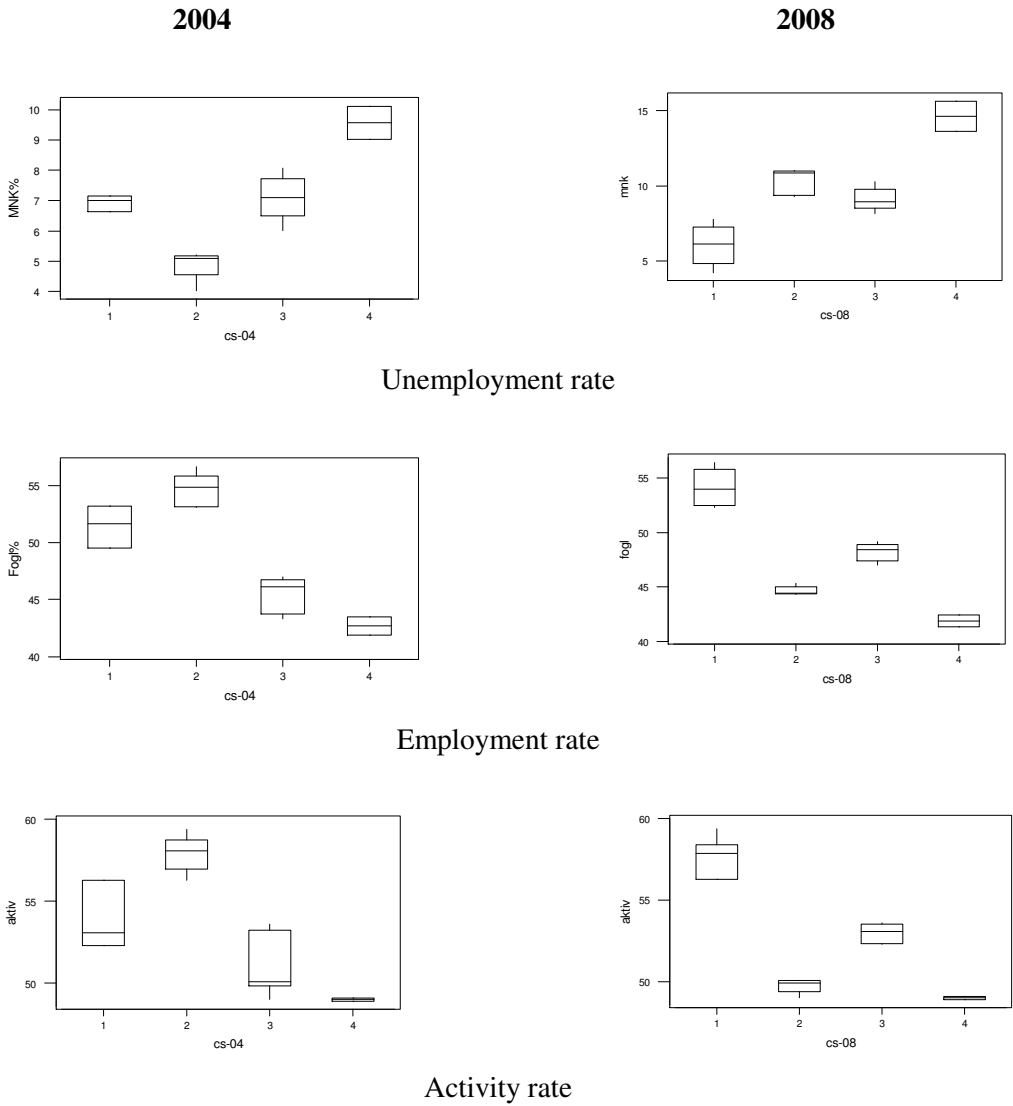 2004 2008
MNK%
10
9
8
7
6
5
4
1 2 3 4
cs-04
mnk
15
10
5
1 2 3 4
cs-08
Unemployment rate
Fogl%
55
50
45
40
1 2 3 4
cs-04
fogl
55
50
45
40
1 2 3 4
cs-08
Employment rate
aktiv
60
55
50
1 2 3 4
cs-04
aktiv
60
55
50
1 2 3 4
cs-08
Activity rate